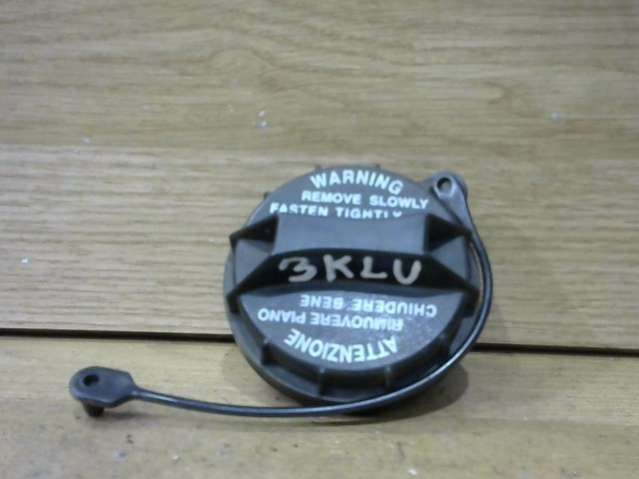 WARNING
REMOVE SLOWLY
FASTEN TIGHTLY
3KLU
ATTENZIONE
RIMUOVERE PIANO
CHIUDERE BENE